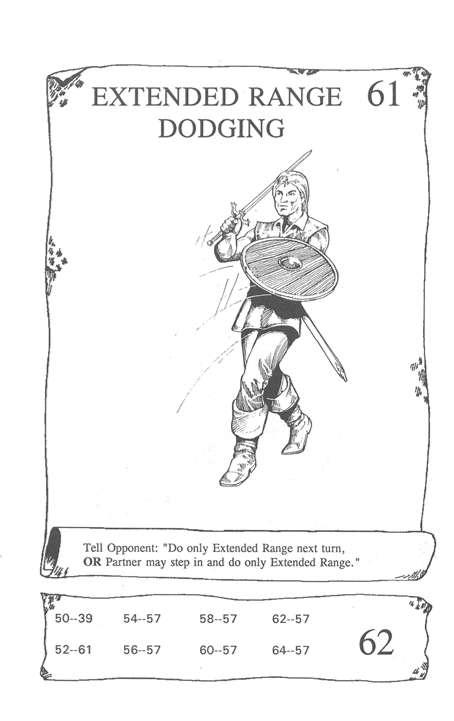 EXTENDED RANGE 61
DODGING
Tell Opponent: "Do only Extended Range next turn,
OR Partner may step in and do only Extended Range."
50--39 54--57 58--57 62--57
52--61 56--57 60--57 64--57
62